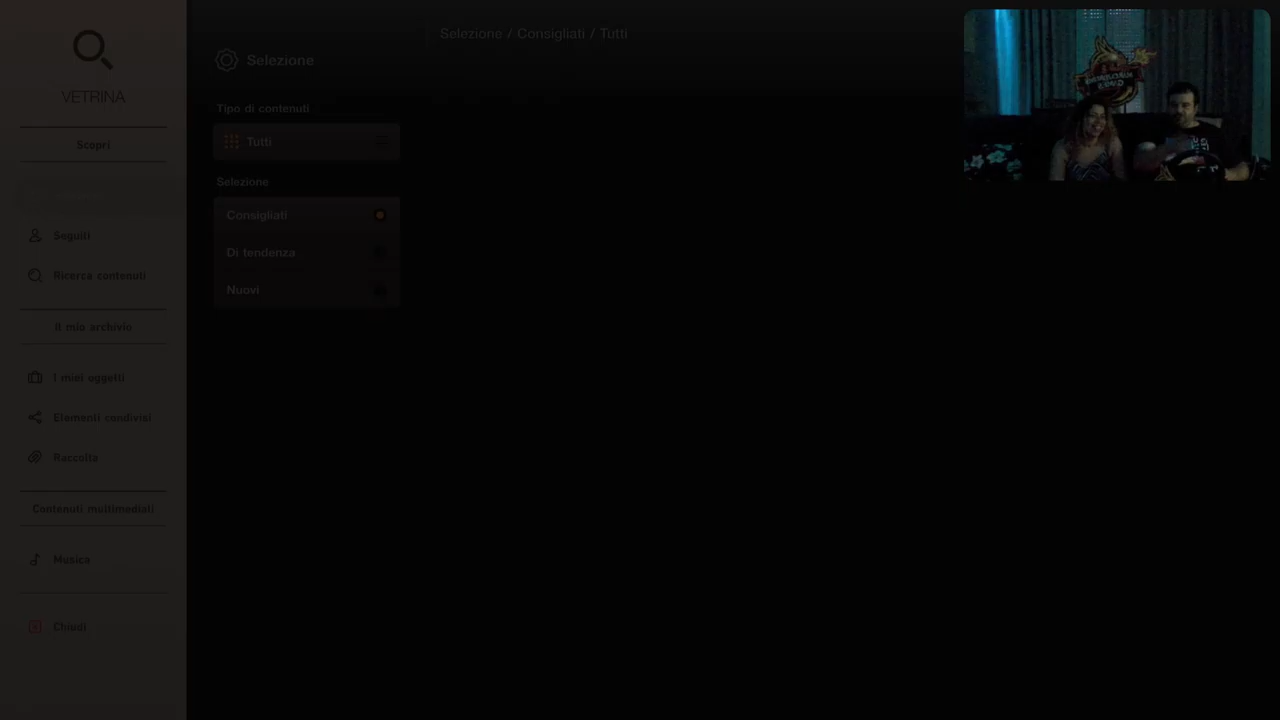 VETRINA
Scopri
Seguiti
Ricerca contenuti
Il mio archivio
I miei oggetti
Elementi condivisi
Raccolta
Contenuti multimediali
Musica
Chiudi
Selezione
Tipo di contenuti
Tutti
Selezione
Consigliati
Di tendenza
Nuovi
Selezione / Consigliati / Tutti